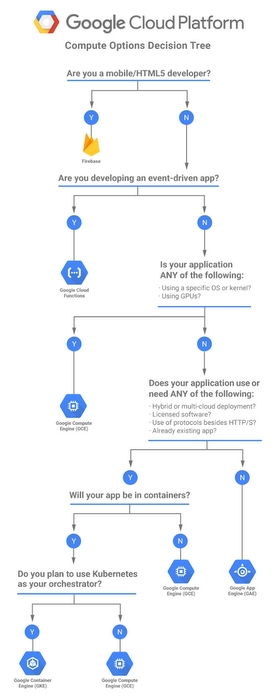 Google Cloud Platform
Compute Options Decision Tree
Are you a mobile/HTML5 developer?
Y
N
Firebase
Are you developing an event-driven app?
Y
N
Google Cloud
Functions
Is your application
ANY of the following:
· Using a specific OS or kernel?
· Using GPUs?
Y
N
Google Compute
Engine (GCE)
Does your application use or
need ANY of the following:
· Hybrid or multi-cloud deployment?
· Licensed software?
· Use of protocols besides HTTP/S?
· Already existing app?
Y
N
Will your app be in containers?
Y
N
Google Compute
Engine (GCE)
Google App
Engine (GAE)
Do you plan to use Kubernetes
as your orchestrator?
Y
N
Google Container
Engine (GKE)
Google Compute
Engine (GCE)